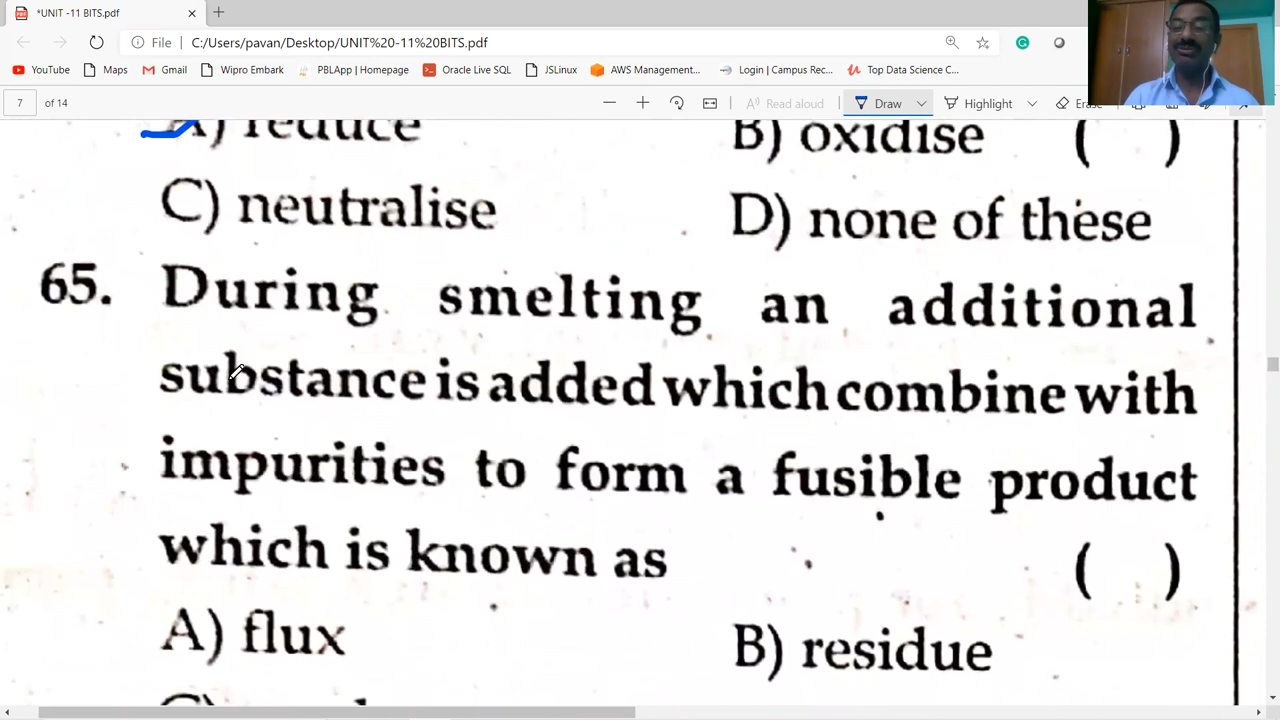 *UNIT -11 BITS.pdf
File C:/Users/pavan/Desktop/UNIT%20-11%20BITS.pdf
YouTube Maps Gmail Wipro Embark PBLApp | Homepage Oracle Live SQL JSLinux AWS Management... Login | Campus Rec... Top Data Science C...
7 of 14 Read aloud Draw Highlight Erase
A) reduce B) oxidise ( )
C) neutralise D) none of these
65. During smelting an additional
substance is added which combine with
impurities to form a fusible product
which is known as ( )
A) flux B) residue